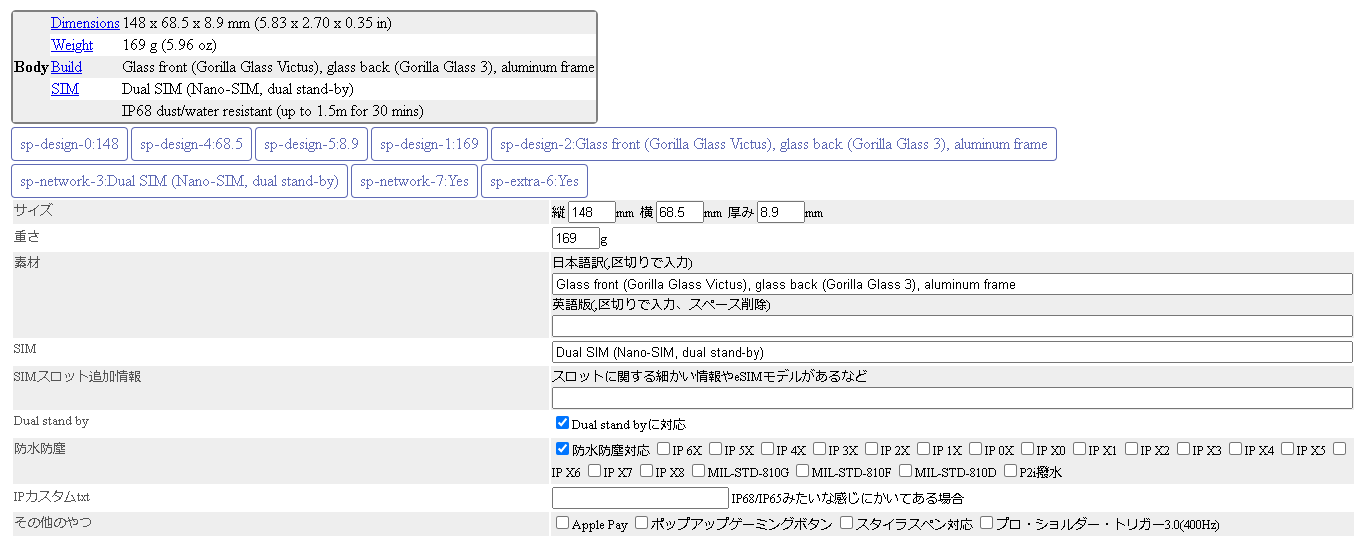 Dimensions 148 x 68.5 x 8.9 mm (5.83 x 2.70 x 0.35 in)
Weight 169 g (5.96 oz)
Body Build Glass front (Gorilla Glass Victus), glass back (Gorilla Glass 3), aluminum frame
SIM Dual SIM (Nano-SIM, dual stand-by)
IP68 dust/water resistant (up to 1.5m for 30 mins)
sp-design-0:148 sp-design-4:68.5 sp-design-5:8.9 sp-design-1:169 sp-design-2:Glass front (Gorilla Glass Victus), glass back (Gorilla Glass 3), aluminum frame
sp-network-3:Dual SIM (Nano-SIM, dual stand-by) sp-network-7:Yes sp-extra-6:Yes
サイズ 縦 148 mm 横 68.5 mm 厚み 8.9 mm
重さ 169 g
素材 日本語訳(,区切りで入力)
Glass front (Gorilla Glass Victus), glass back (Gorilla Glass 3), aluminum frame
英語版(,区切りで入力、スペース削除)
SIM Dual SIM (Nano-SIM, dual stand-by)
SIMスロット追加情報 スロットに関する細かい情報やeSIMモデルがあるなど
Dual stand by Dual stand byに対応
防水防塵 防水防塵対応 IP 6X IP 5X IP 4X IP 3X IP 2X IP 1X IP 0X IP X0 IP X1 IP X2 IP X3 IP X4 IP X5
IP X6 IP X7 IP X8 MIL-STD-810G MIL-STD-810F MIL-STD-810D P2i撥水
IPカスタムtxt IP68/IP65みたいな感じにかいてある場合
その他のやつ Apple Pay ポップアップゲーミングボタン スタイラスペン対応 プロ・ショルダー・トリガー3.0(400Hz)